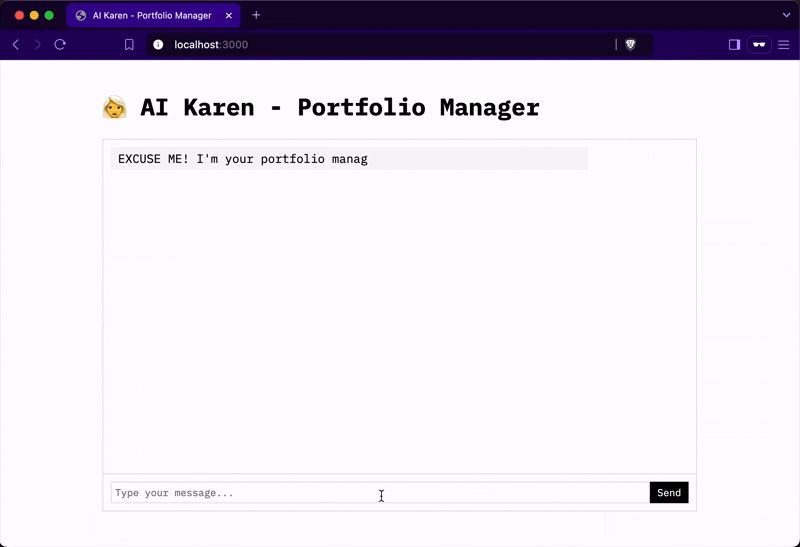 AI Karen - Portfolio Manager
localhost:3000
AI Karen - Portfolio Manager
EXCUSE ME! I'm your portfolio manag
Type your message...
Send